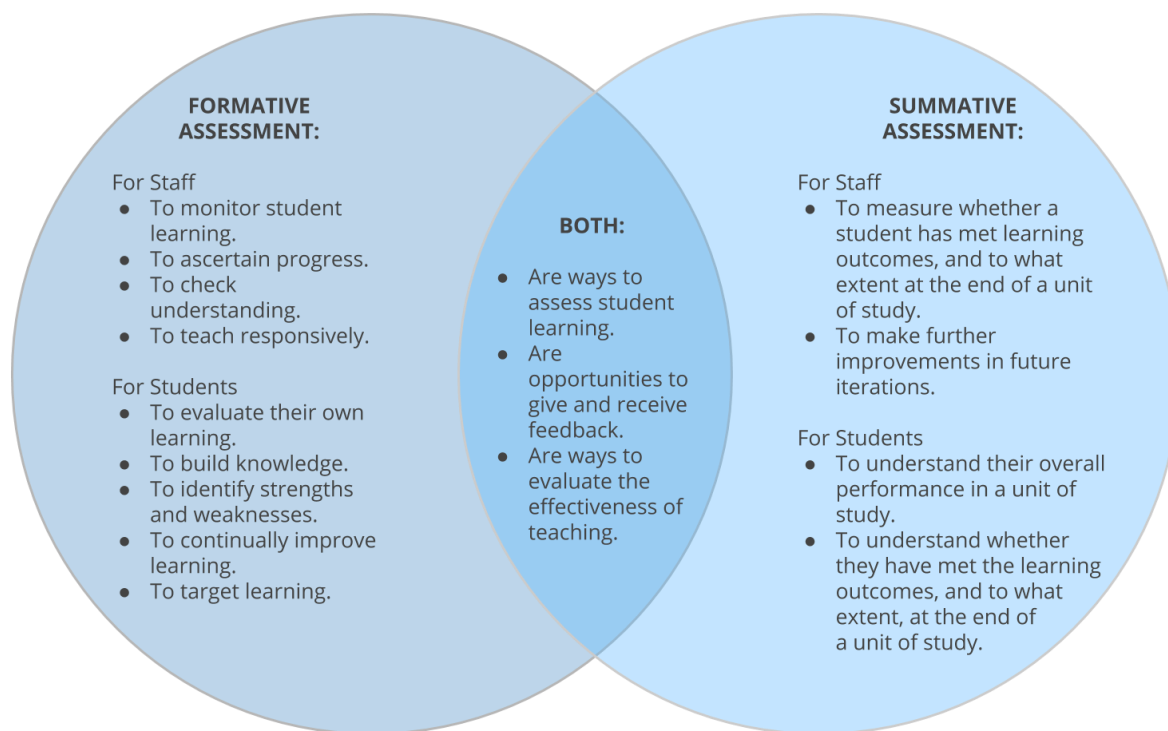 FORMATIVE
ASSESSMENT:
For Staff
● To monitor student
learning.
● To ascertain progress.
● To check
understanding.
● To teach responsively.
For Students
● To evaluate their own
learning.
● To build knowledge.
● To identify strengths
and weaknesses.
● To continually improve
learning.
● To target learning.
BOTH:
● Are ways to
assess student
learning.
● Are
opportunities to
give and receive
feedback.
● Are ways to
evaluate the
effectiveness of
teaching.
SUMMATIVE
ASSESSMENT:
For Staff
● To measure whether a
student has met learning
outcomes, and to what
extent at the end of a unit
of study.
● To make further
improvements in future
iterations.
For Students
● To understand their overall
performance in a unit of
study.
● To understand whether
they have met the learning
outcomes, and to what
extent, at the end of
a unit of study.